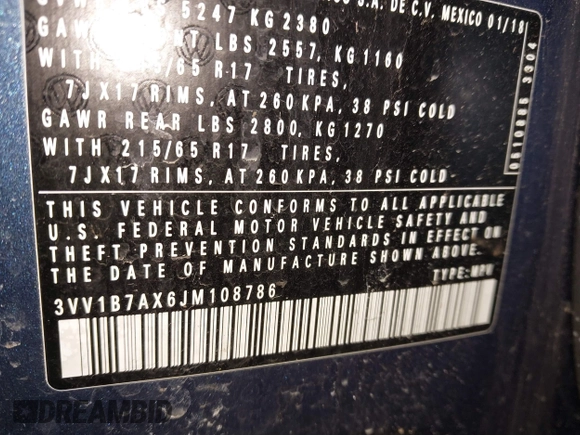 S.A. DE C.V. MEXICO 01/18
5247 KG 2380
LBS 2557, KG 1160
WITH 215/65 R17 TIRES,
7JX17 RIMS, AT 260 KPA, 38 PSI COLD
GAWR REAR LBS 2800, KG 1270
WITH 215/65 R17 TIRES,
7JX17 RIMS, AT 260 KPA, 38 PSI COLD
THIS VEHICLE CONFORMS TO ALL APPLICABLE
U.S. FEDERAL MOTOR VEHICLE SAFETY AND
THEFT PREVENTION STANDARDS IN EFFECT ON
THE DATE OF MANUFACTURE SHOWN ABOVE.
3VV1B7AX6JM108786
TYPE: MPV
DREAMBID